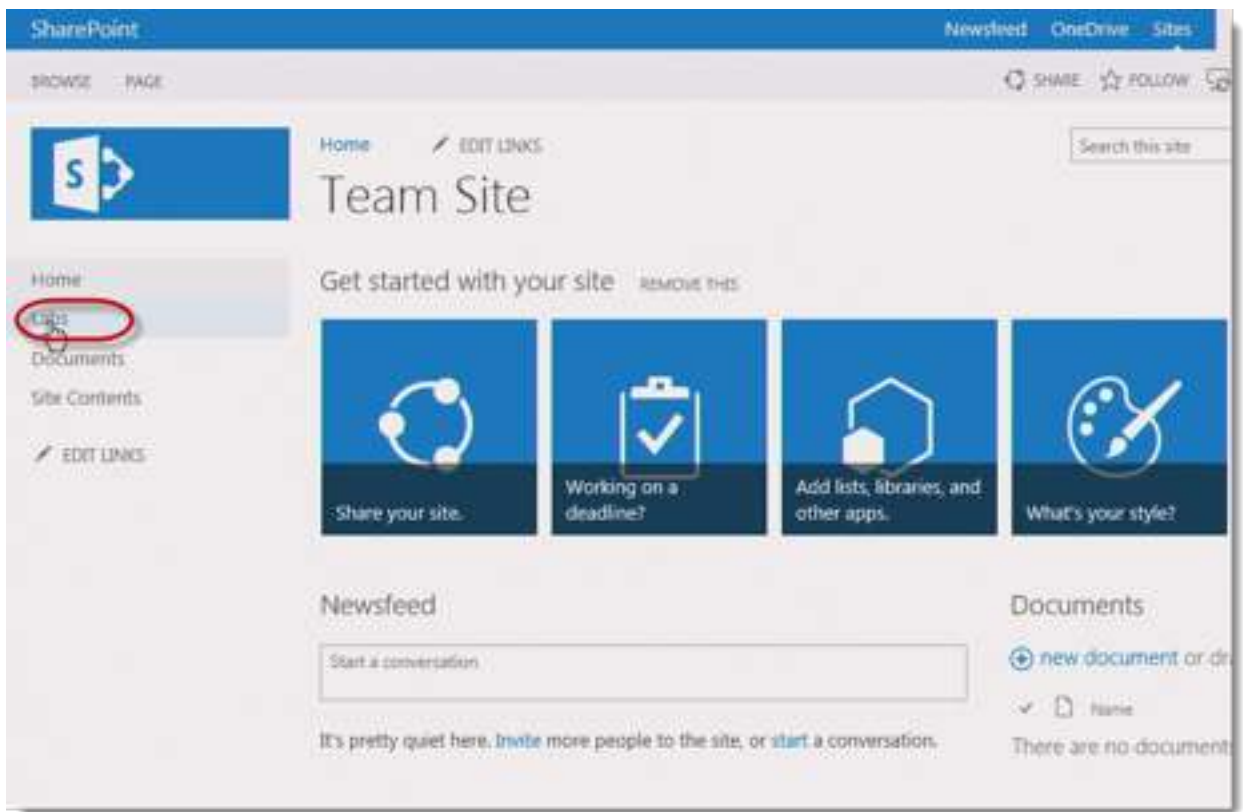 SharePoint
Newsfeed OneDrive Sites
BROWSE PAGE
SHARE FOLLOW
S
Home EDIT LINKS
Search this site
Team Site
Home
Get started with your site REMOVE THIS
Documents
Site Contents
EDIT LINKS
Share your site.
Working on a
deadline?
Add lists, libraries, and
other apps.
What's your style?
Newsfeed
Start a conversation
It's pretty quiet here. Invite more people to the site, or start a conversation.
Documents
new document or
Name
There are no document